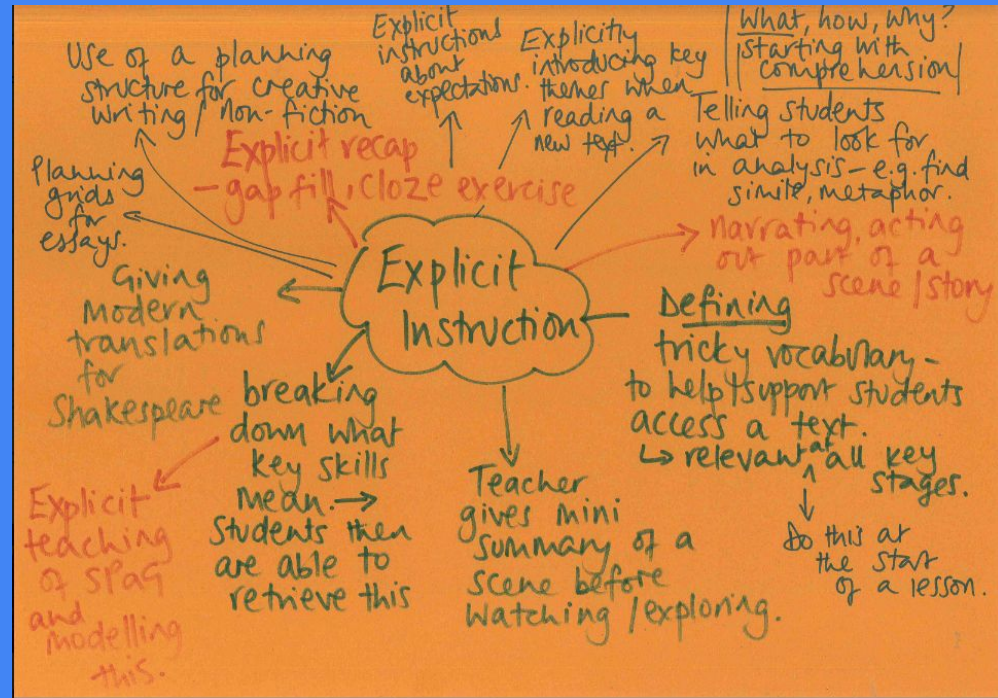 Use of a planning
structure for creative
writing / non-fiction
Explicit
instructions
about
expectations.
Explicitly
introducing key
themes when
reading a
new text.
What, how, why?
starting with
comprehension
Telling students
what to look for
in analysis - e.g. find
simile, metaphor.
Planning
grids
for
essays.
Explicit recap
- gap fill, cloze exercise
narrating, acting
out part of a
scene / story
Explicit
Instruction
Giving
Modern
translations
for
Shakespeare
Defining
tricky vocabulary -
to help/support students
access a text.
↳ relevant at all key
stages.
Do this at
the start
of a lesson.
breaking
down what
key skills
mean. →
Students then
are able to
retrieve this
Teacher
gives mini
summary of a
scene before
watching / exploring.
Explicit
teaching
of SPaG
and
modelling
this.